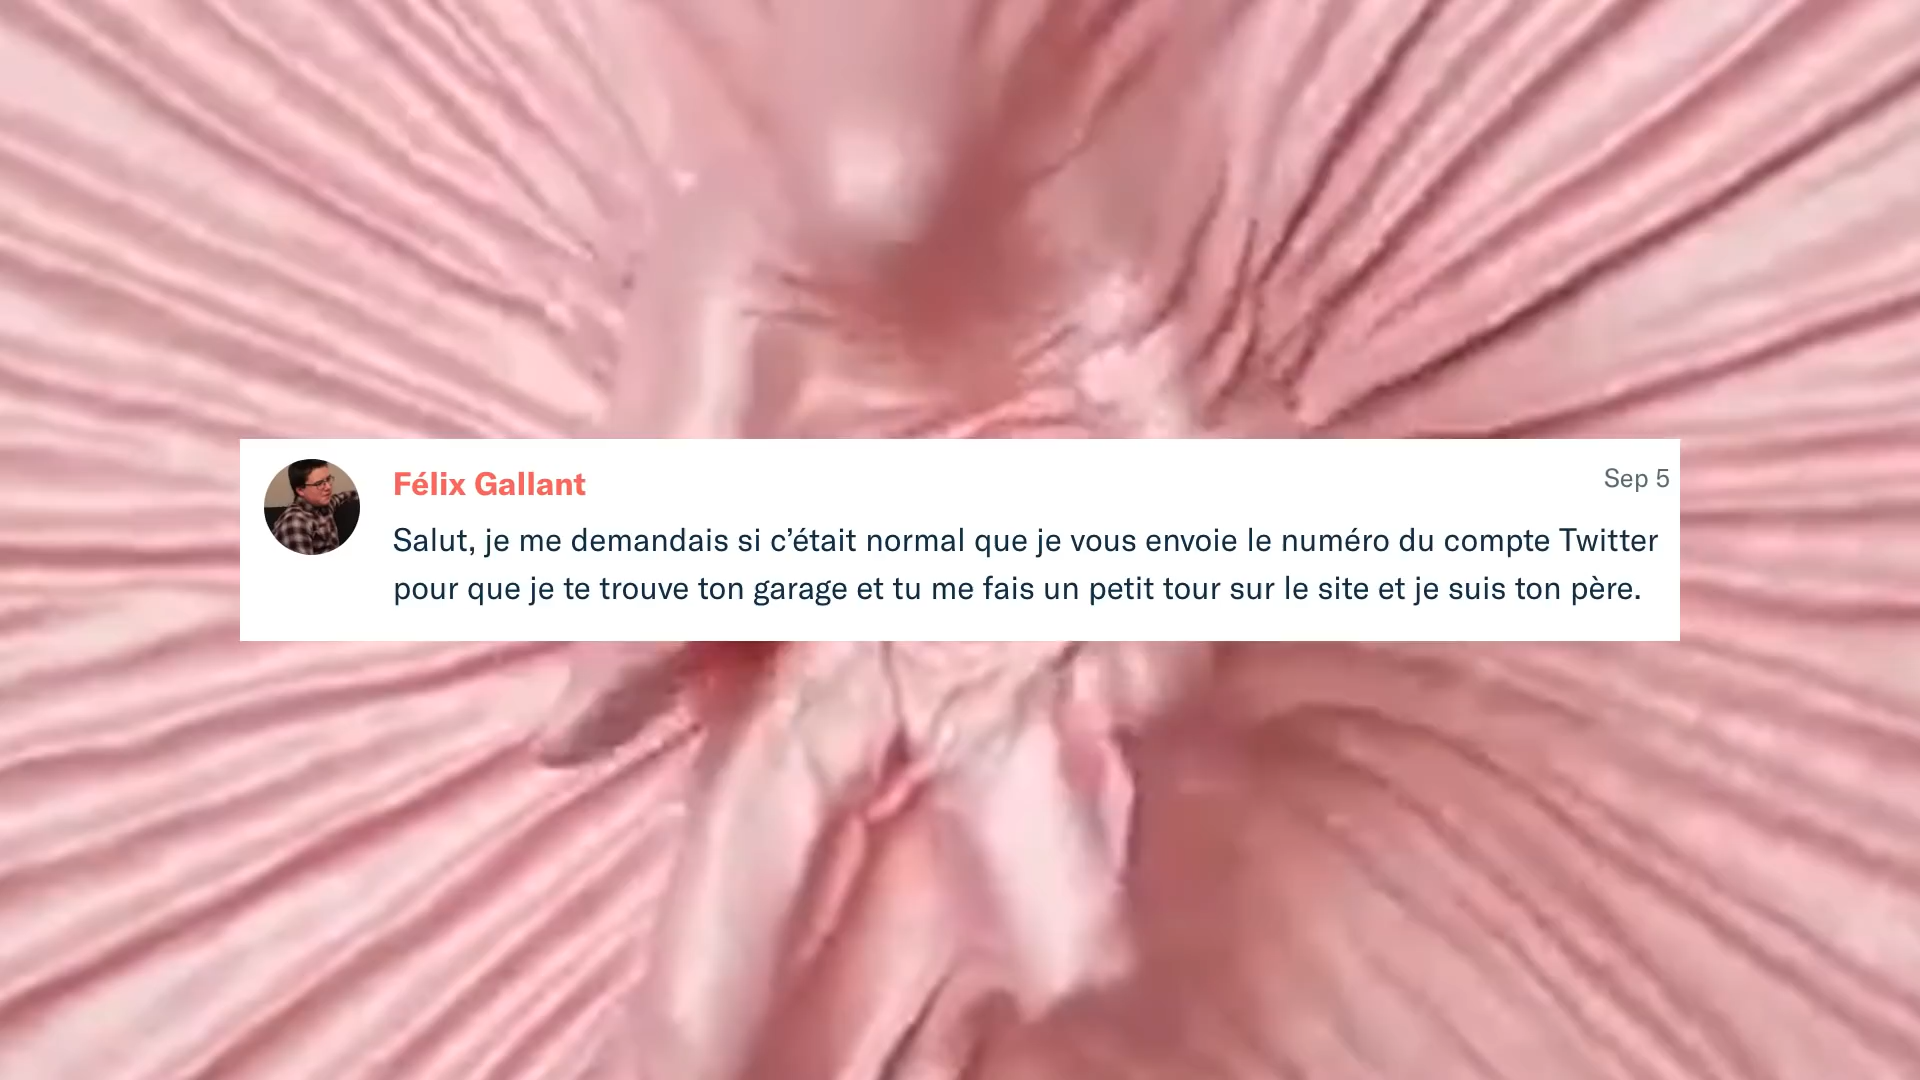 Félix Gallant
Sep 5
Salut, je me demandais si c’était normal que je vous envoie le numéro du compte Twitter
pour que je te trouve ton garage et tu me fais un petit tour sur le site et je suis ton père.